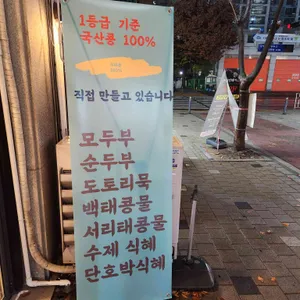 1등급 기준
국산콩 100%
직접 만들고 있습니다
모두부
순두부
도토리묵
백태콩물
서리태콩물
수제 식혜
단호박식혜